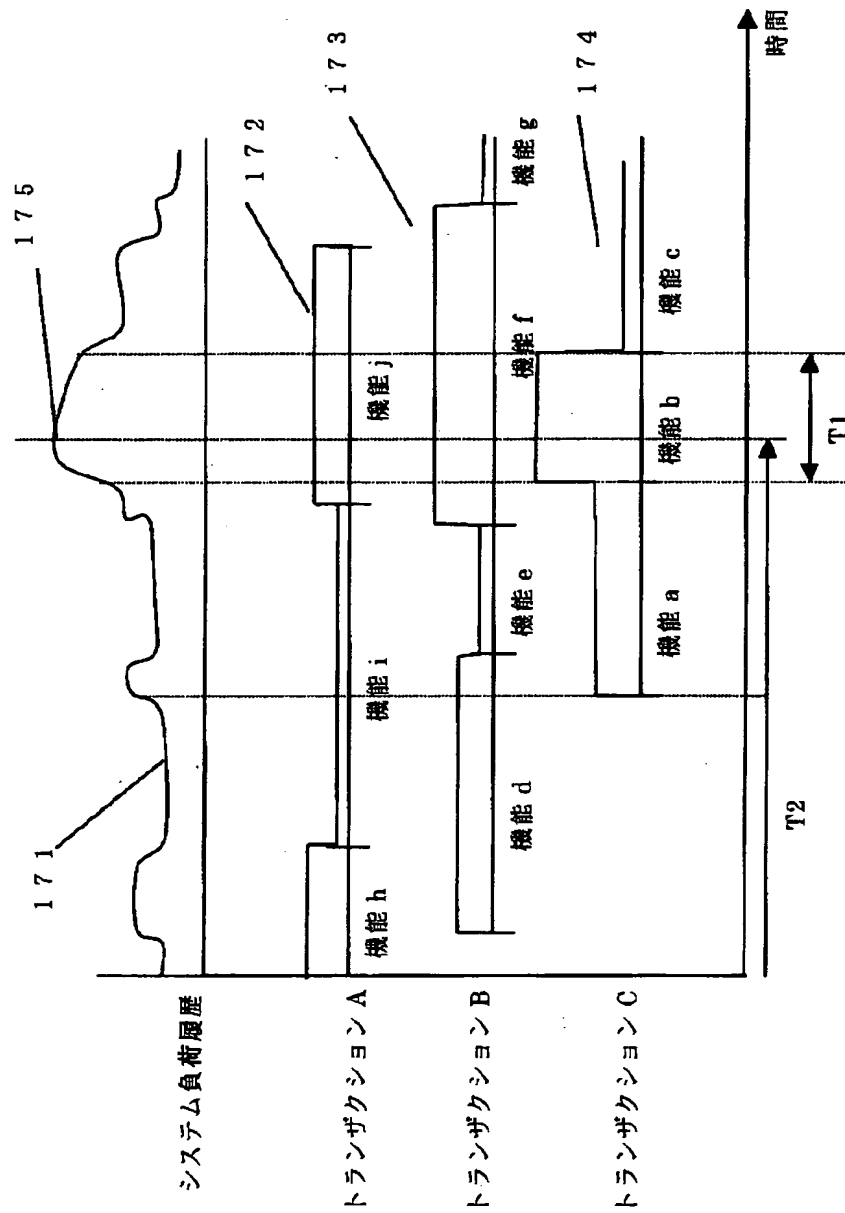 １７５
１７１
システム負荷履歴
１７２
トランザクションA
機能h
機能i
機能j
１７３
トランザクションB
機能d
機能e
機能f
機能g
１７４
トランザクションC
機能a
機能b
機能c
時間
T1
T2